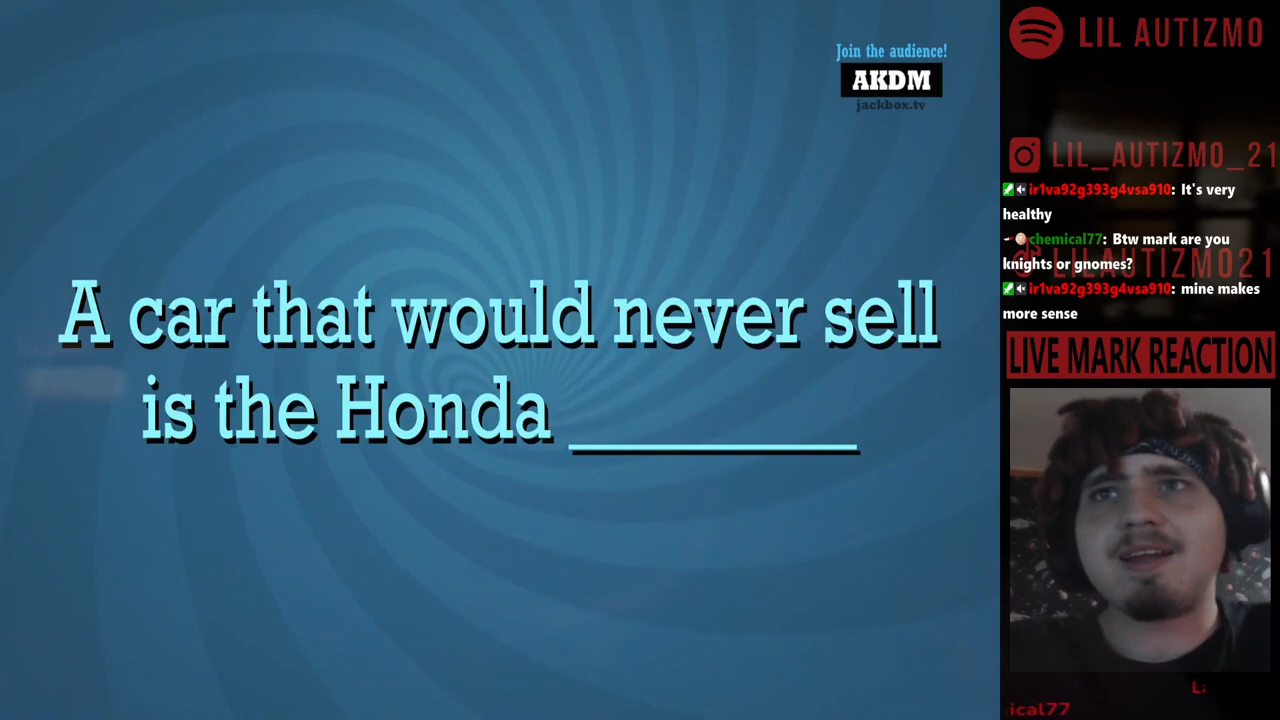 Join the audience!
AKDM
jackbox.tv
A car that would never sell
is the Honda
LIL AUTIZMO
LIL_AUTIZMO_21
ir1va92g393g4vsa910: It's very
healthy
chemical77: Btw mark are you
knights or gnomes?
LILAUTIZMO21
ir1va92g393g4vsa910: mine makes
more sense
LIVE MARK REACTION
ical77